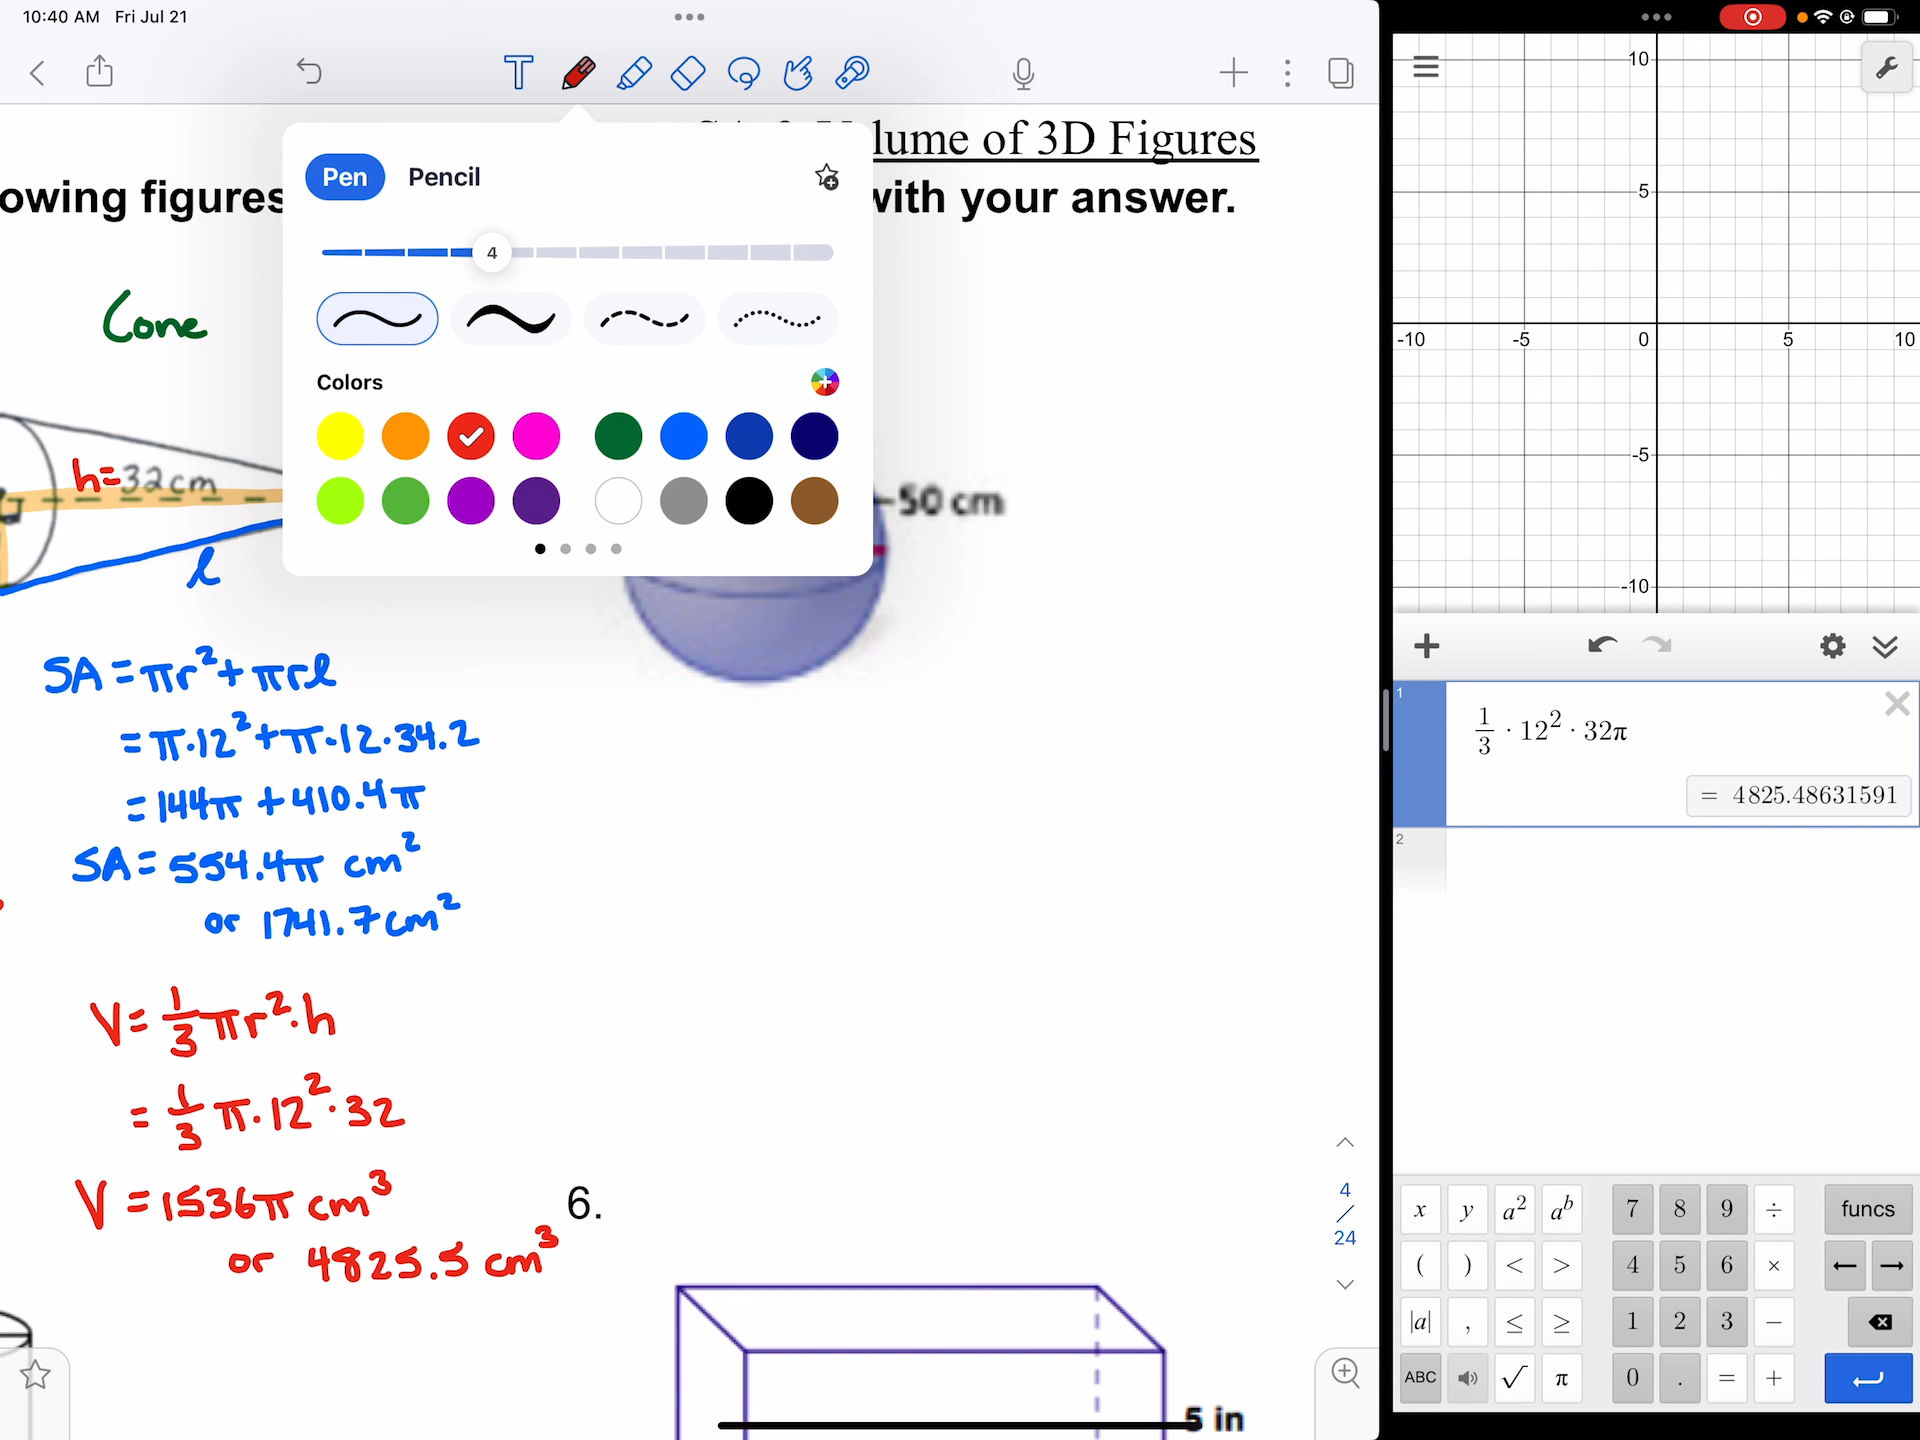 10:40 AM Fri Jul 21
T
lume of 3D Figures
owing figures
with your answer.
Pen
Pencil
4
Colors
Cone
h=32cm
l
50 cm
SA = πr²+ πrl
= π·12²+π·12·34.2
= 144π + 410.4π
SA = 554.4π cm²
or 1741.7cm²
V = 1/3 πr²·h
= 1/3 π·12²·32
V = 1536π cm³
or 4825.5 cm³
6.
5 in
4
/
24
10
5
-10 -5 0 5 10
-5
-10
1
1/3 · 12² · 32π
= 4825.48631591
2
x y a² aᵇ 7 8 9 ÷ funcs
( ) < > 4 5 6 × ← →
|a| , ≤ ≥ 1 2 3 −
ABC √ π 0 . = +